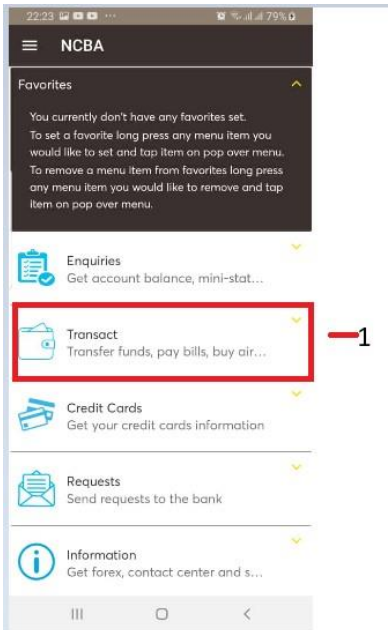 22:23 79%
NCBA
Favorites
You currently don't have any favorites set.
To set a favorite long press any menu item you
would like to set and tap item on pop over menu.
To remove a menu item from favorites long press
any menu item you would like to remove and tap
item on pop over menu.
Enquiries
Get account balance, mini-stat...
Transact
Transfer funds, pay bills, buy air...
1
Credit Cards
Get your credit cards information
Requests
Send requests to the bank
Information
Get forex, contact center and s...